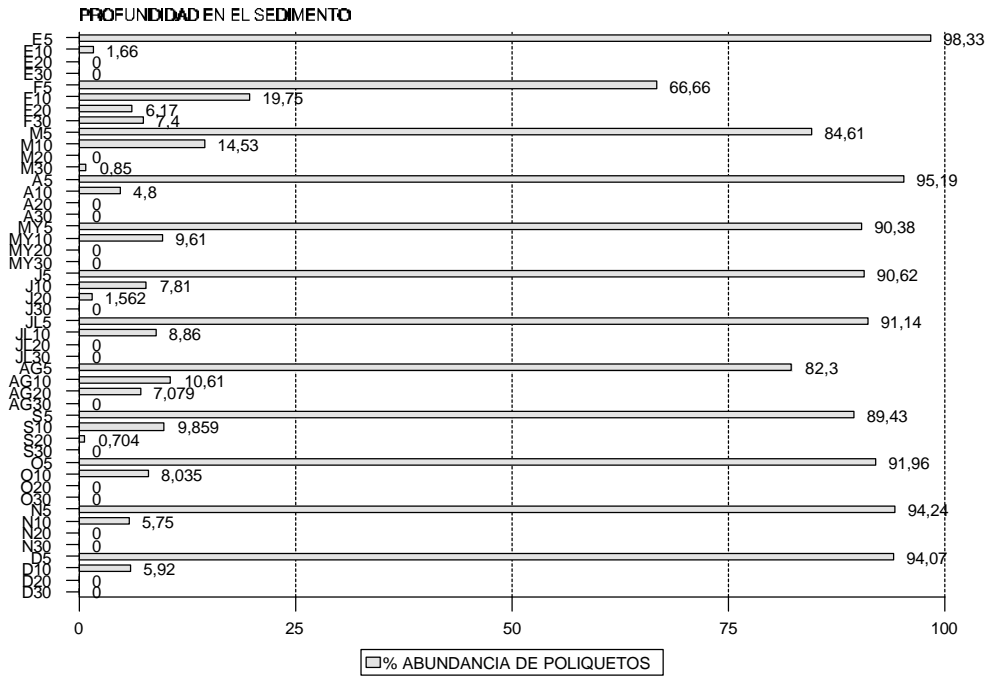 PROFUNDIDAD EN EL SEDIMENTO
E5 98,33
E10 1,66
E20 0
E30 0
F5 66,66
E10 19,75
E20 6,17
F30 7,4
M5 84,61
M10 14,53
M20 0
M30 0,85
A5 95,19
A10 4,8
A20 0
A30 0
MY5 90,38
MY10 9,61
MY20 0
MY30 0
J5 90,62
J10 7,81
J20 1,562
J30 0
JL5 91,14
JL10 8,86
JL20 0
JL30 0
AG5 82,3
AG10 10,61
AG20 7,079
AG30 0
S5 89,43
S10 9,859
S20 0,704
S30 0
O5 91,96
O10 8,035
O20 0
O30 0
N5 94,24
N10 5,75
N20 0
N30 0
D5 94,07
D10 5,92
D20 0
D30 0
0 25 50 75 100
% ABUNDANCIA DE POLIQUETOS